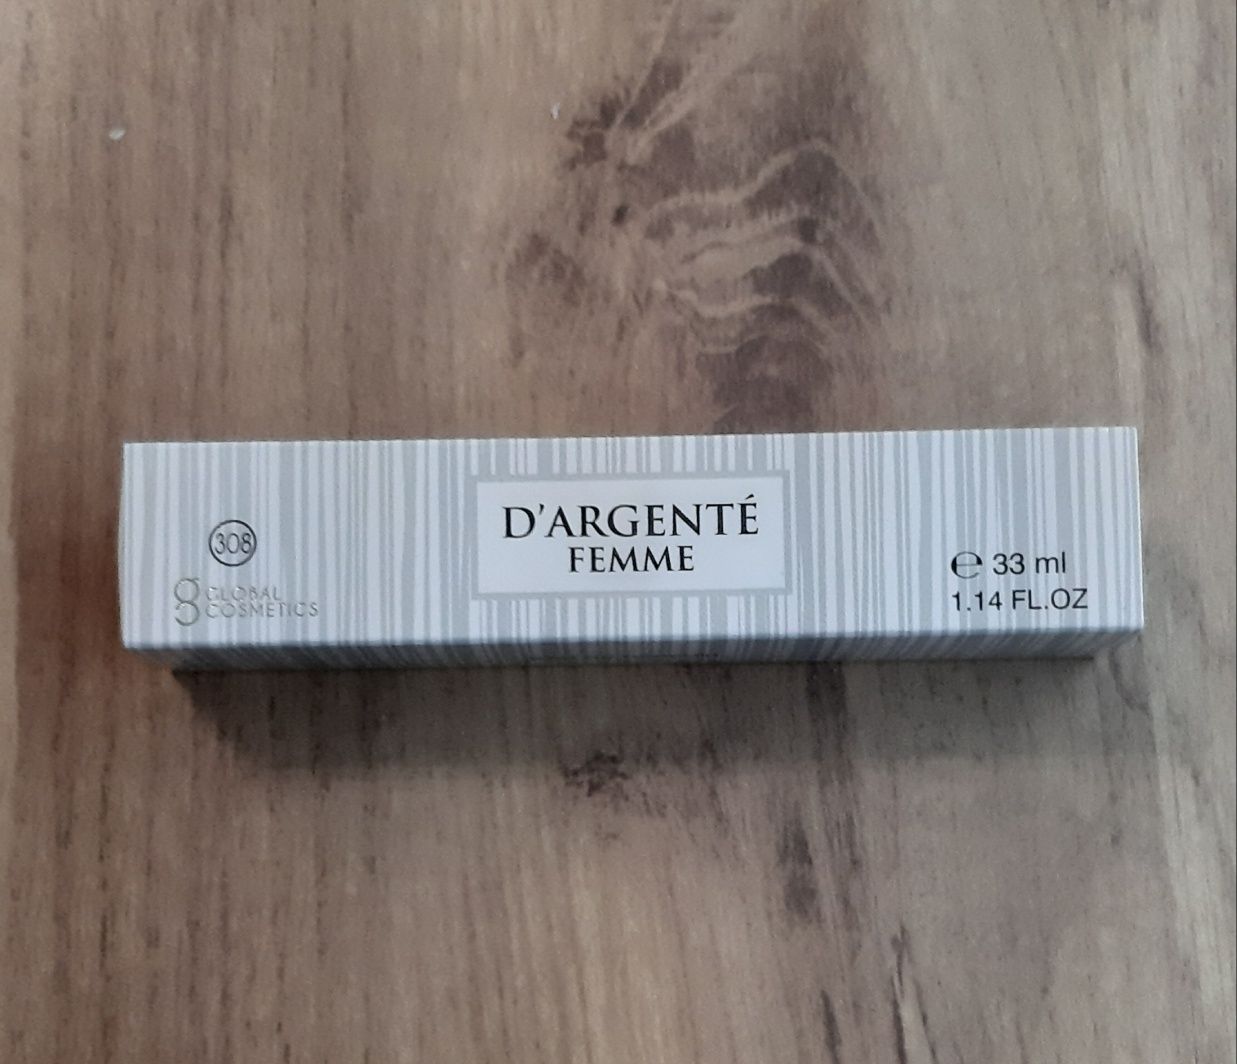 308
GLOBAL
COSMETICS
D'ARGENTÉ
FEMME
℮ 33 ml
1.14 FL.OZ